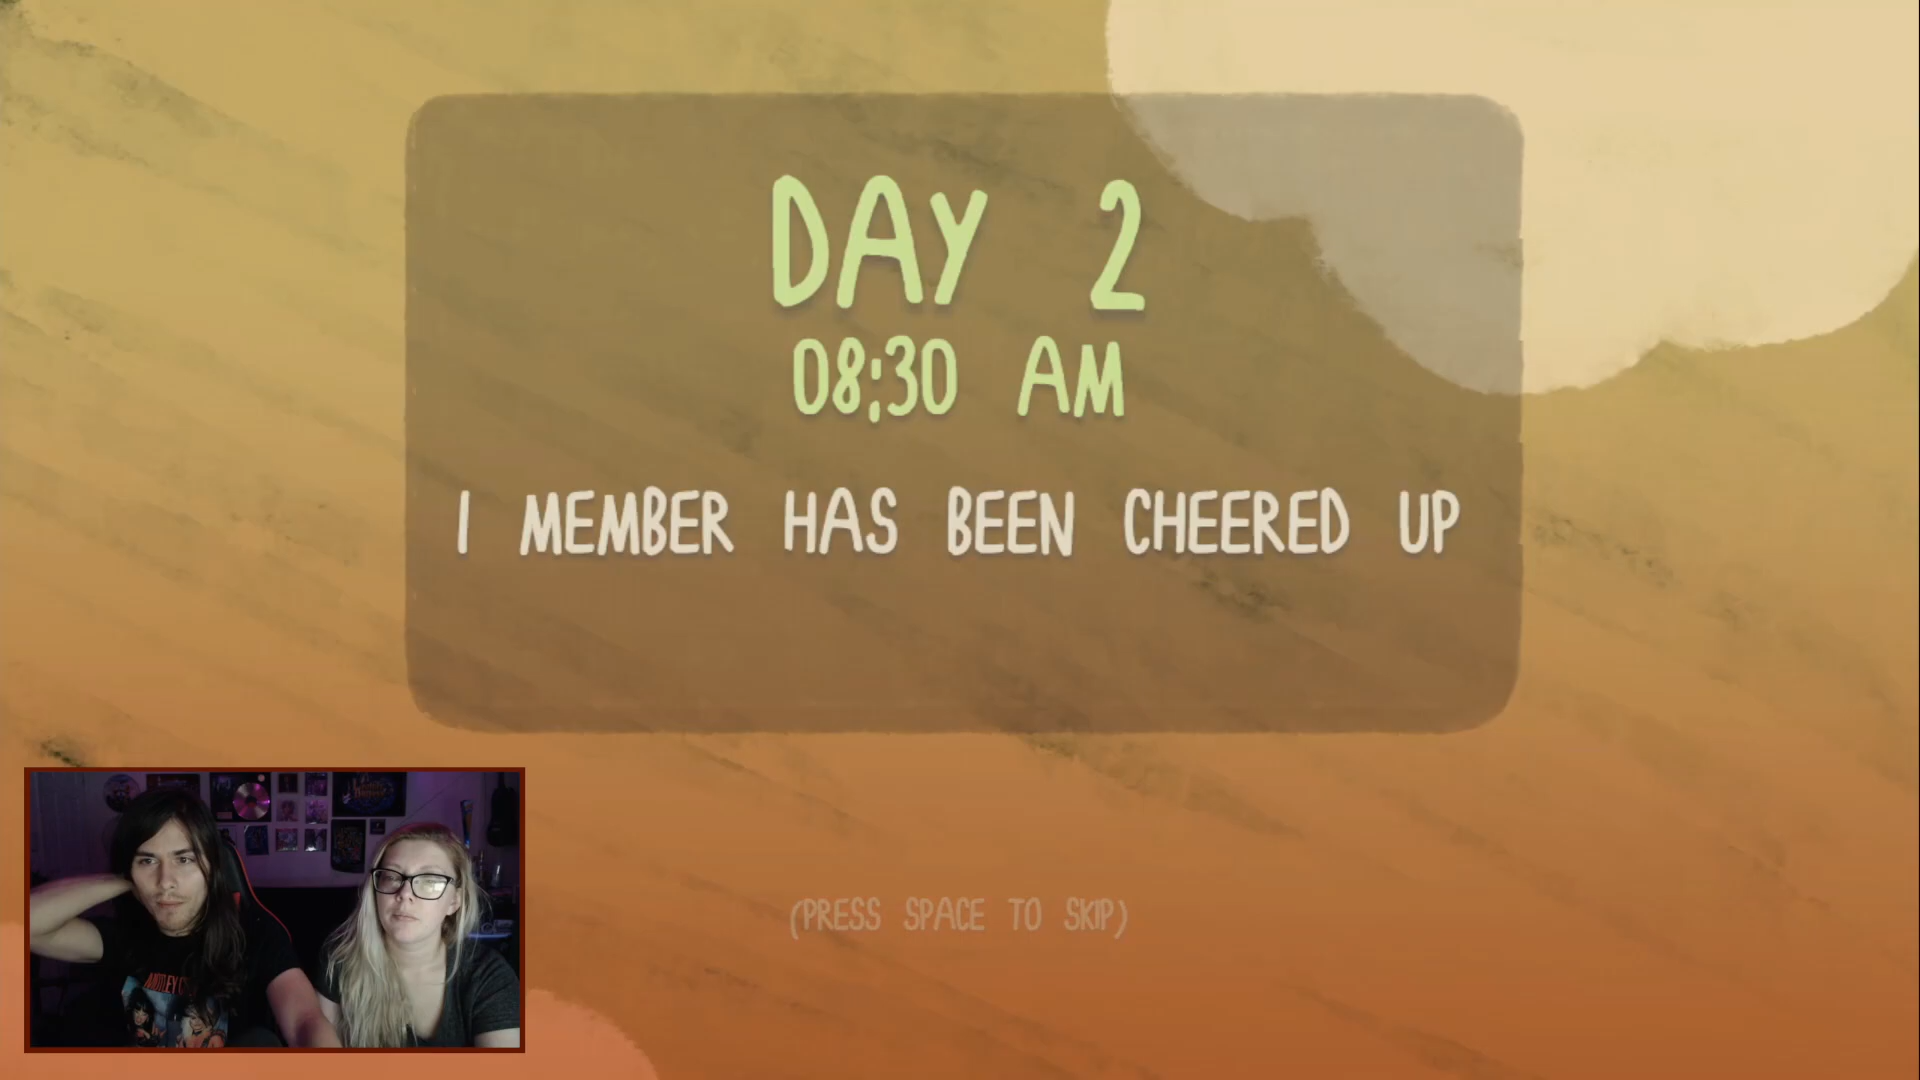 DAY 2
08:30 AM
1 MEMBER HAS BEEN CHEERED UP
(PRESS SPACE TO SKIP)